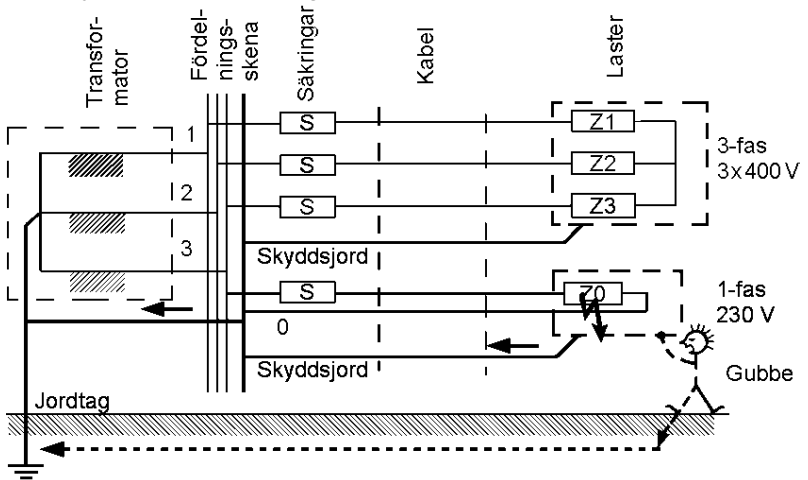 Transfor-
mator
Fördel-
nings-
skena
Säkringar
Kabel
Laster
1
S
Z1
3-fas
3x400 V
S
Z2
2
S
Z3
3
Skyddsjord
S
Z0
1-fas
230 V
0
Skyddsjord
Gubbe
Jordtag